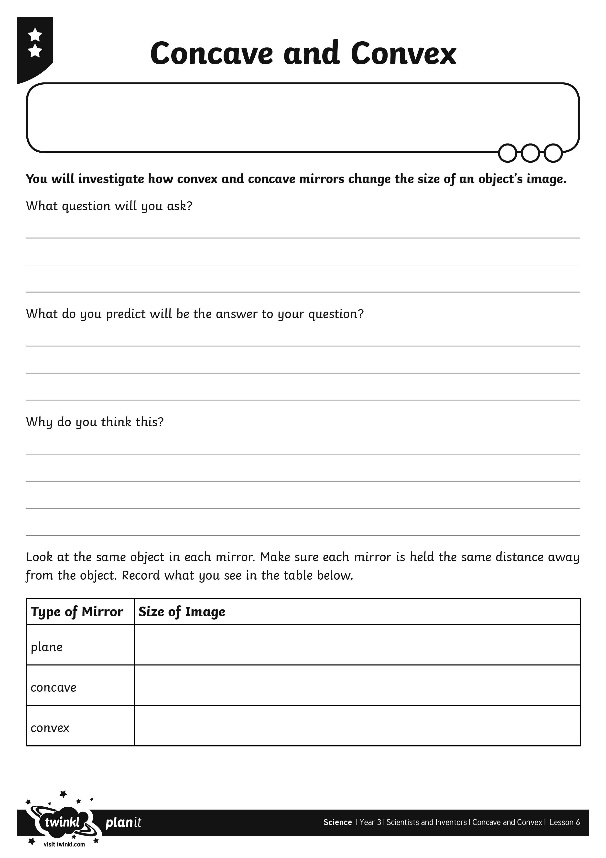 Concave and Convex
You will investigate how convex and concave mirrors change the size of an object's image.
What question will you ask?
What do you predict will be the answer to your question?
Why do you think this?
Look at the same object in each mirror. Make sure each mirror is held the same distance away
from the object. Record what you see in the table below.
Type of Mirror Size of Image
plane
concave
convex
twinkl planit
visit twinkl.com
Science | Year 3 | Scientists and Inventors | Concave and Convex | Lesson 6